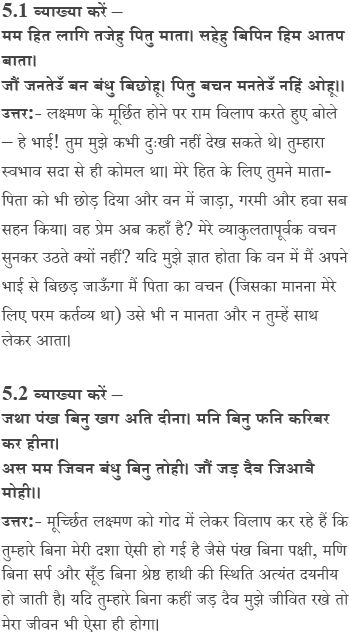 5.1 व्याख्या करें –
मम हित लागि तजेहु पितु माता। सहेहु बिपिन हिम आतप
बाता।
जौं जनतेउँ बन बंधु बिछोहू। पितु बचन मनतेउँ नहिं ओहू।।
उत्तर:- लक्ष्मण के मूर्छित होने पर राम विलाप करते हुए बोले
– हे भाई! तुम मुझे कभी दुःखी नहीं देख सकते थे। तुम्हारा
स्वभाव सदा से ही कोमल था। मेरे हित के लिए तुमने माता-
पिता को भी छोड़ दिया और वन में जाड़ा, गरमी और हवा सब
सहन किया। वह प्रेम अब कहाँ है? मेरे व्याकुलतापूर्वक वचन
सुनकर उठते क्यों नहीं? यदि मुझे ज्ञात होता कि वन में मैं अपने
भाई से बिछड़ जाऊँगा मैं पिता का वचन (जिसका मानना मेरे
लिए परम कर्तव्य था) उसे भी न मानता और न तुम्हें साथ
लेकर आता।
5.2 व्याख्या करें –
जथा पंख बिनु खग अति दीना। मनि बिनु फनि करिबर
कर हीना।
अस मम जिवन बंधु बिनु तोही। जौं जड़ दैव जिआवै
मोही।।
उत्तर:- मूर्च्छित लक्ष्मण को गोद में लेकर विलाप कर रहे हैं कि
तुम्हारे बिना मेरी दशा ऐसी हो गई है जैसे पंख बिना पक्षी, मणि
बिना सर्प और सूँड बिना श्रेष्ठ हाथी की स्थिति अत्यंत दयनीय
हो जाती है। यदि तुम्हारे बिना कहीं जड़ दैव मुझे जीवित रखे तो
मेरा जीवन भी ऐसा ही होगा।